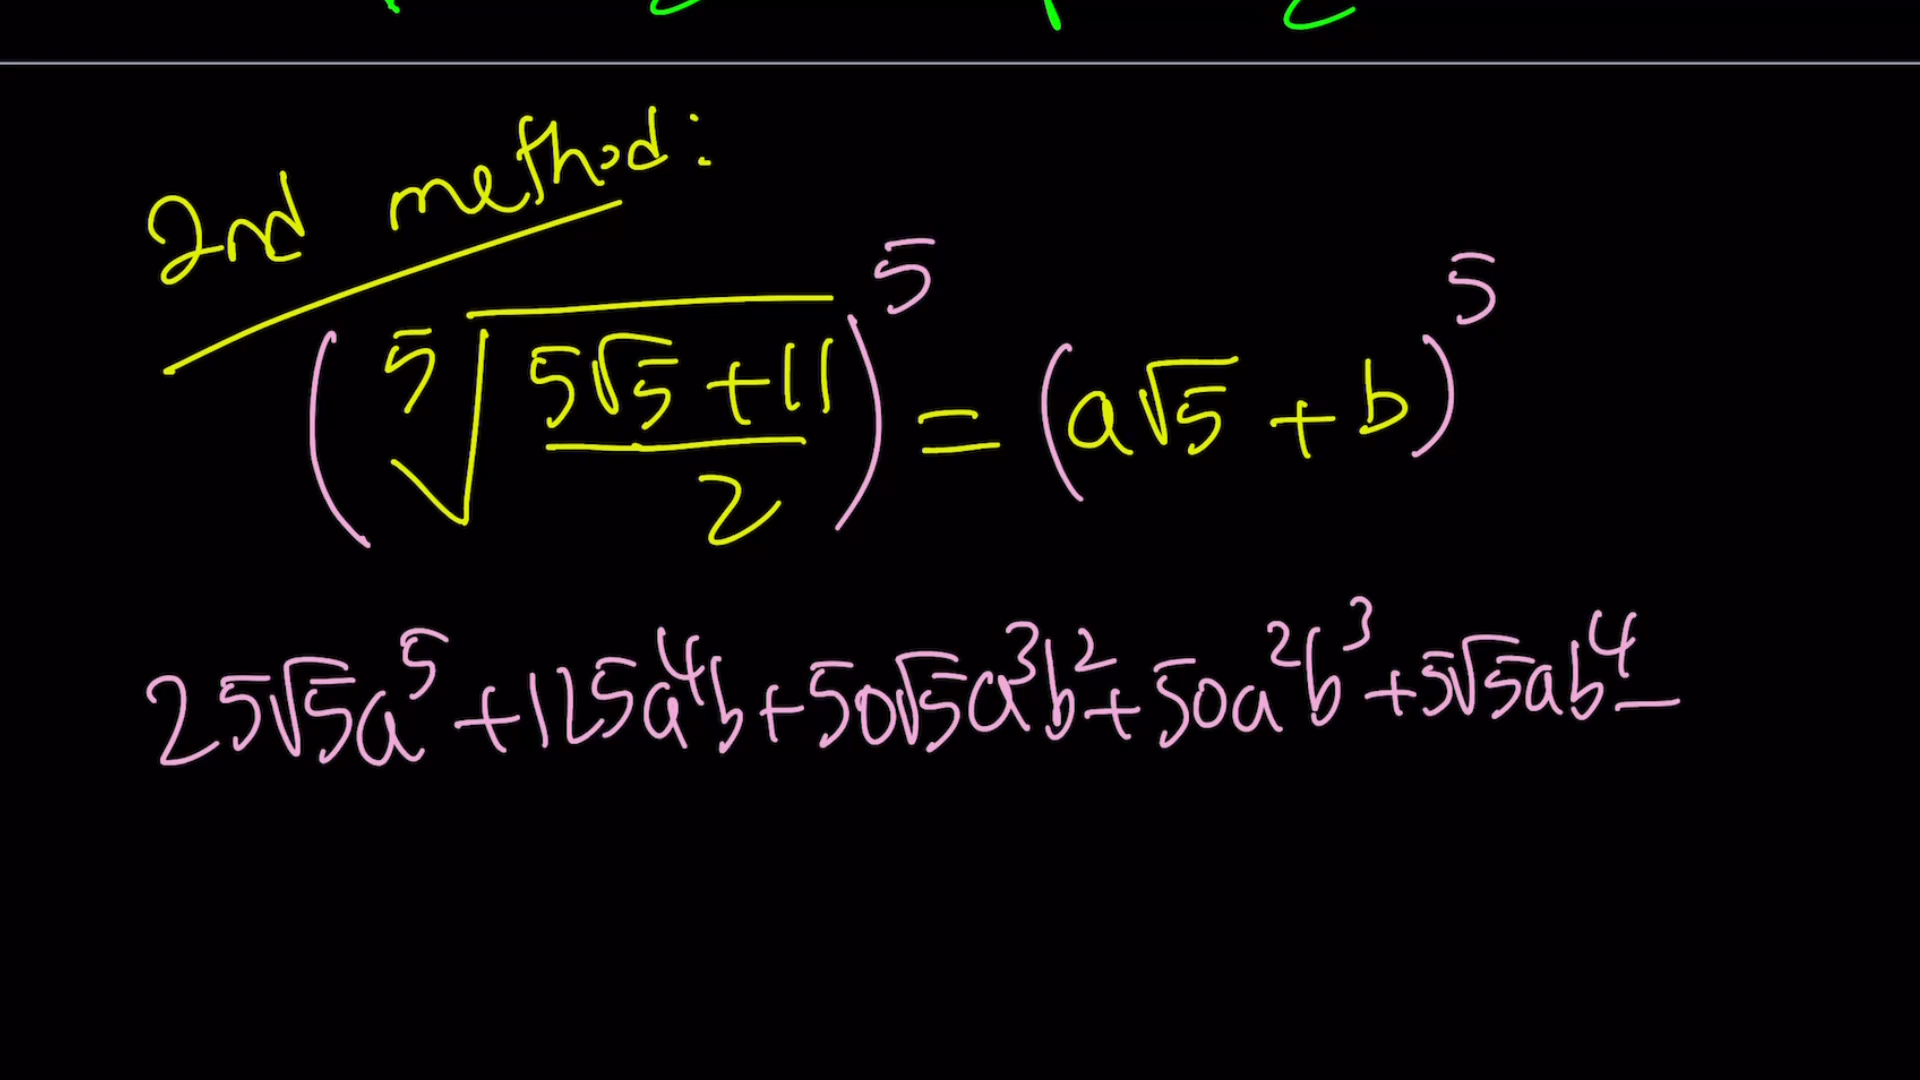 2nd method:
(⁵√((5√5 + 11)/2))⁵ = (a√5 + b)⁵
25√5a⁵ + 125a⁴b + 50√5a³b² + 50a²b³ + 5√5ab⁴ –